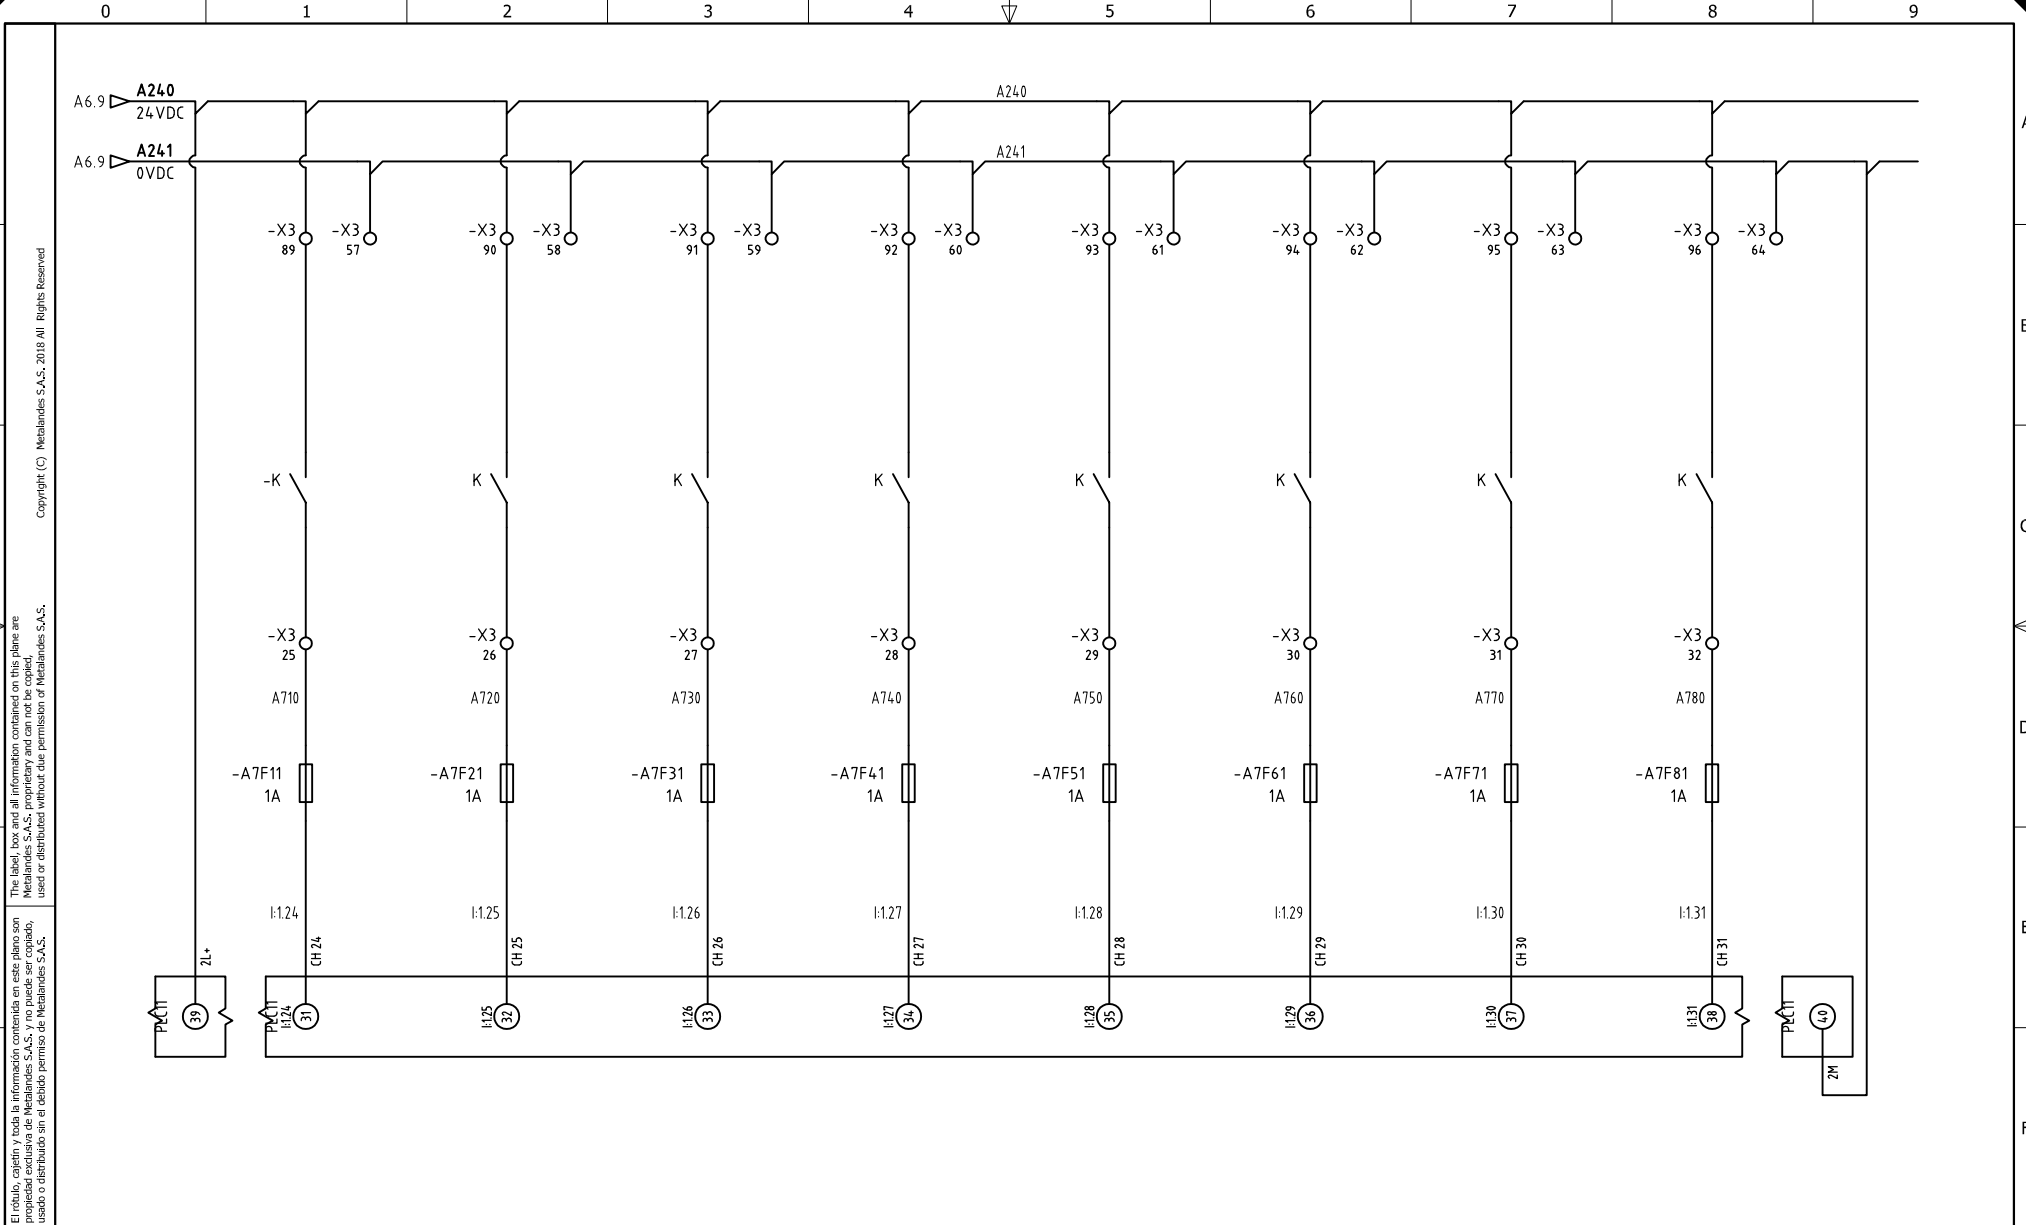 0 1 2 3 4 5 6 7 8 9
A6.9 A240 A240
24VDC
A6.9 A241 A241
0VDC
-X3 -X3 -X3 -X3 -X3 -X3 -X3 -X3 -X3 -X3 -X3 -X3 -X3 -X3 -X3 -X3
89 57 90 58 91 59 92 60 93 61 94 62 95 63 96 64
-K K K K K K K K
-X3 -X3 -X3 -X3 -X3 -X3 -X3 -X3
25 26 27 28 29 30 31 32
A710 A720 A730 A740 A750 A760 A770 A780
-A7F11 -A7F21 -A7F31 -A7F41 -A7F51 -A7F61 -A7F71 -A7F81
1A 1A 1A 1A 1A 1A 1A 1A
I:1.24 I:1.25 I:1.26 I:1.27 I:1.28 I:1.29 I:1.30 I:1.31
2L+ CH 24 CH 25 CH 26 CH 27 CH 28 CH 29 CH 30 CH 31
PLC11 39 PLC11 I:1.24 31 I:1.25 32 I:1.26 33 I:1.27 34 I:1.28 35 I:1.29 36 I:1.30 37 I:1.31 38 PLC11 40
2M
Copyright (C) Metalandes S.A.S. 2018 All Rights Reserved
The label, box and all information contained on this plane are
Metalandes S.A.S. proprietary and can not be copied,
used or distributed without due permission of Metalandes S.A.S.
El rótulo, cajetín y toda la información contenida en este plano son
propiedad exclusiva de Metalandes S.A.S. y no puede ser copiado,
usado o distribuido sin el debido permiso de Metalandes S.A.S.